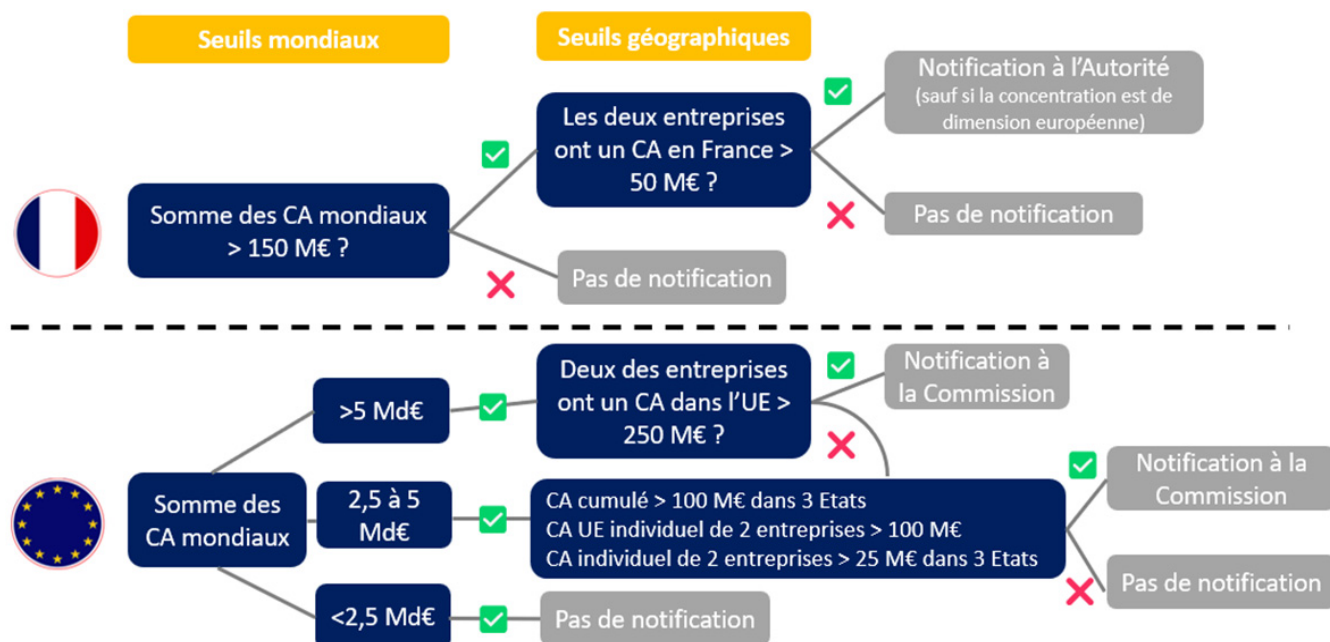 Seuils mondiaux
Seuils géographiques
Notification à l’Autorité
(sauf si la concentration est de
dimension européenne)
Les deux entreprises
ont un CA en France >
50 M€ ?
Somme des CA mondiaux
> 150 M€ ?
Pas de notification
Pas de notification
Deux des entreprises
ont un CA dans l’UE >
250 M€ ?
Notification à
la Commission
>5 Md€
Somme des
CA mondiaux
2,5 à 5
Md€
CA cumulé > 100 M€ dans 3 Etats
CA UE individuel de 2 entreprises > 100 M€
CA individuel de 2 entreprises > 25 M€ dans 3 Etats
Notification à la
Commission
Pas de notification
<2,5 Md€
Pas de notification